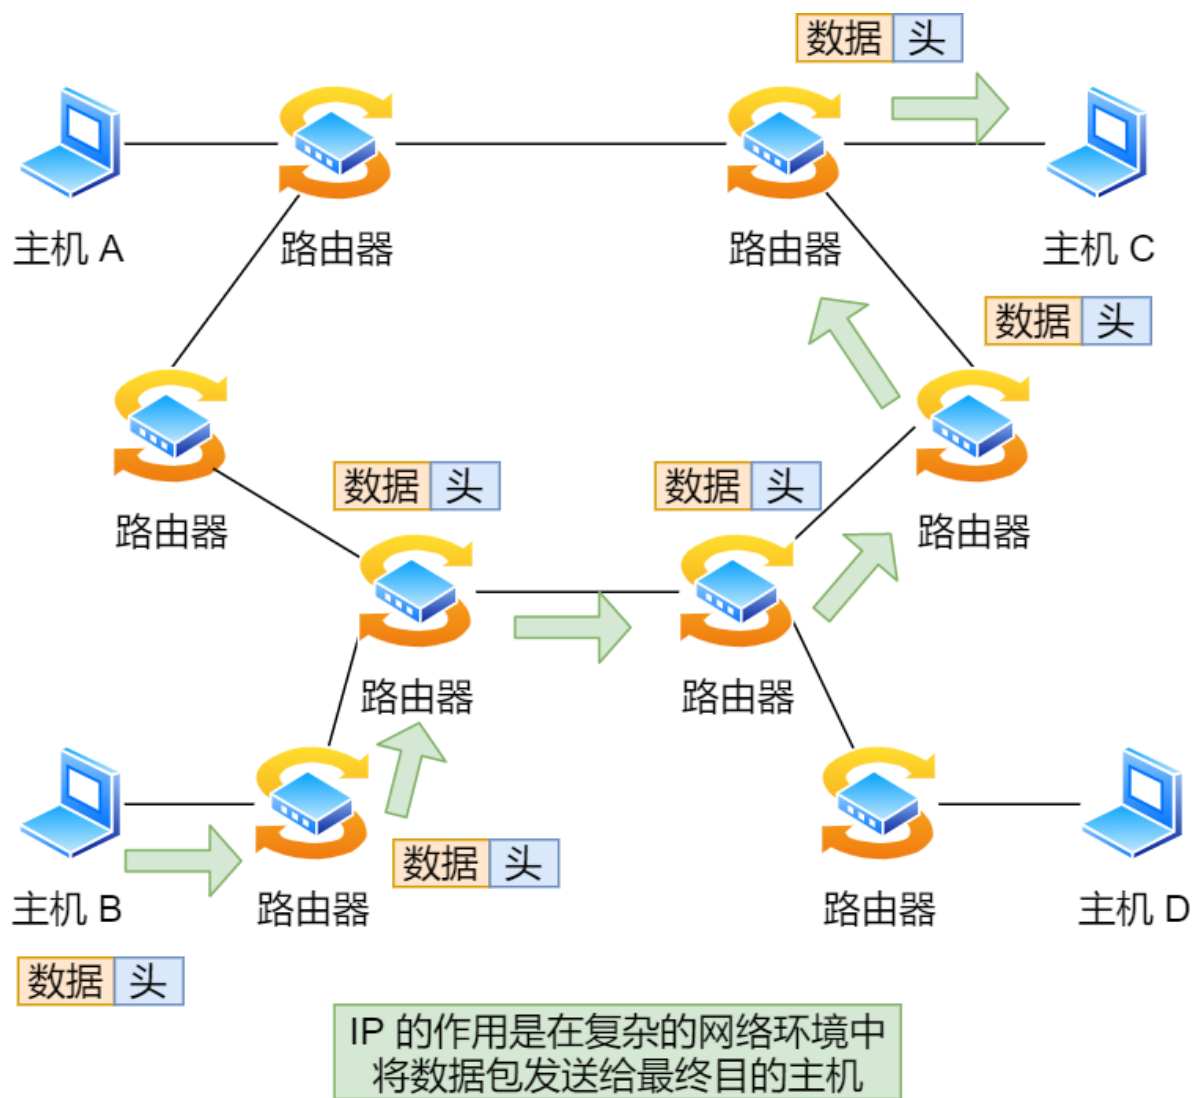 数据 头
主机 A
路由器
路由器
主机 C
数据 头
路由器
数据 头
数据 头
路由器
路由器
路由器
数据 头
主机 B
路由器
路由器
主机 D
数据 头
IP 的作用是在复杂的网络环境中
将数据包发送给最终目的主机